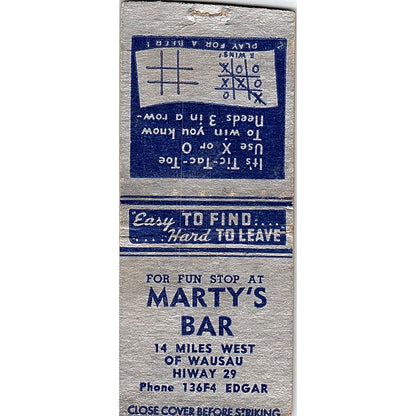 It's Tic-Tac-Toe
Use X or O
To win you know
Needs 3 in a row-
X WINS!
PLAY FOR A BEER!
"Easy TO FIND....
....Hard TO LEAVE"
FOR FUN STOP AT
MARTY'S
BAR
14 MILES WEST
OF WAUSAU
HIWAY 29
Phone 136F4 EDGAR
CLOSE COVER BEFORE STRIKING